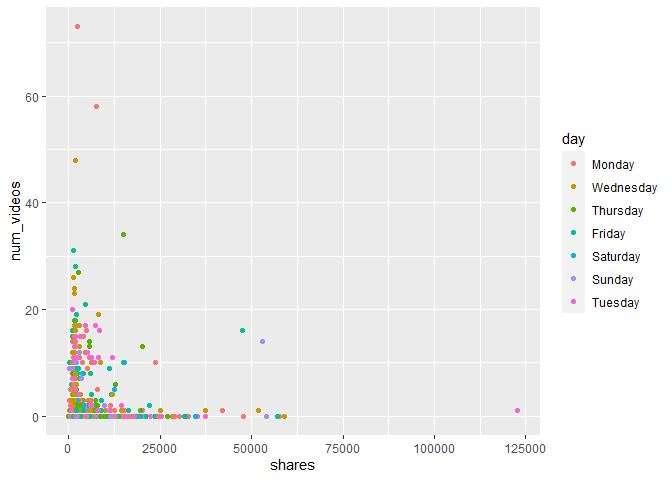 60
40
20
0
num_videos
0
25000
50000
75000
100000
125000
shares
day
Monday
Wednesday
Thursday
Friday
Saturday
Sunday
Tuesday